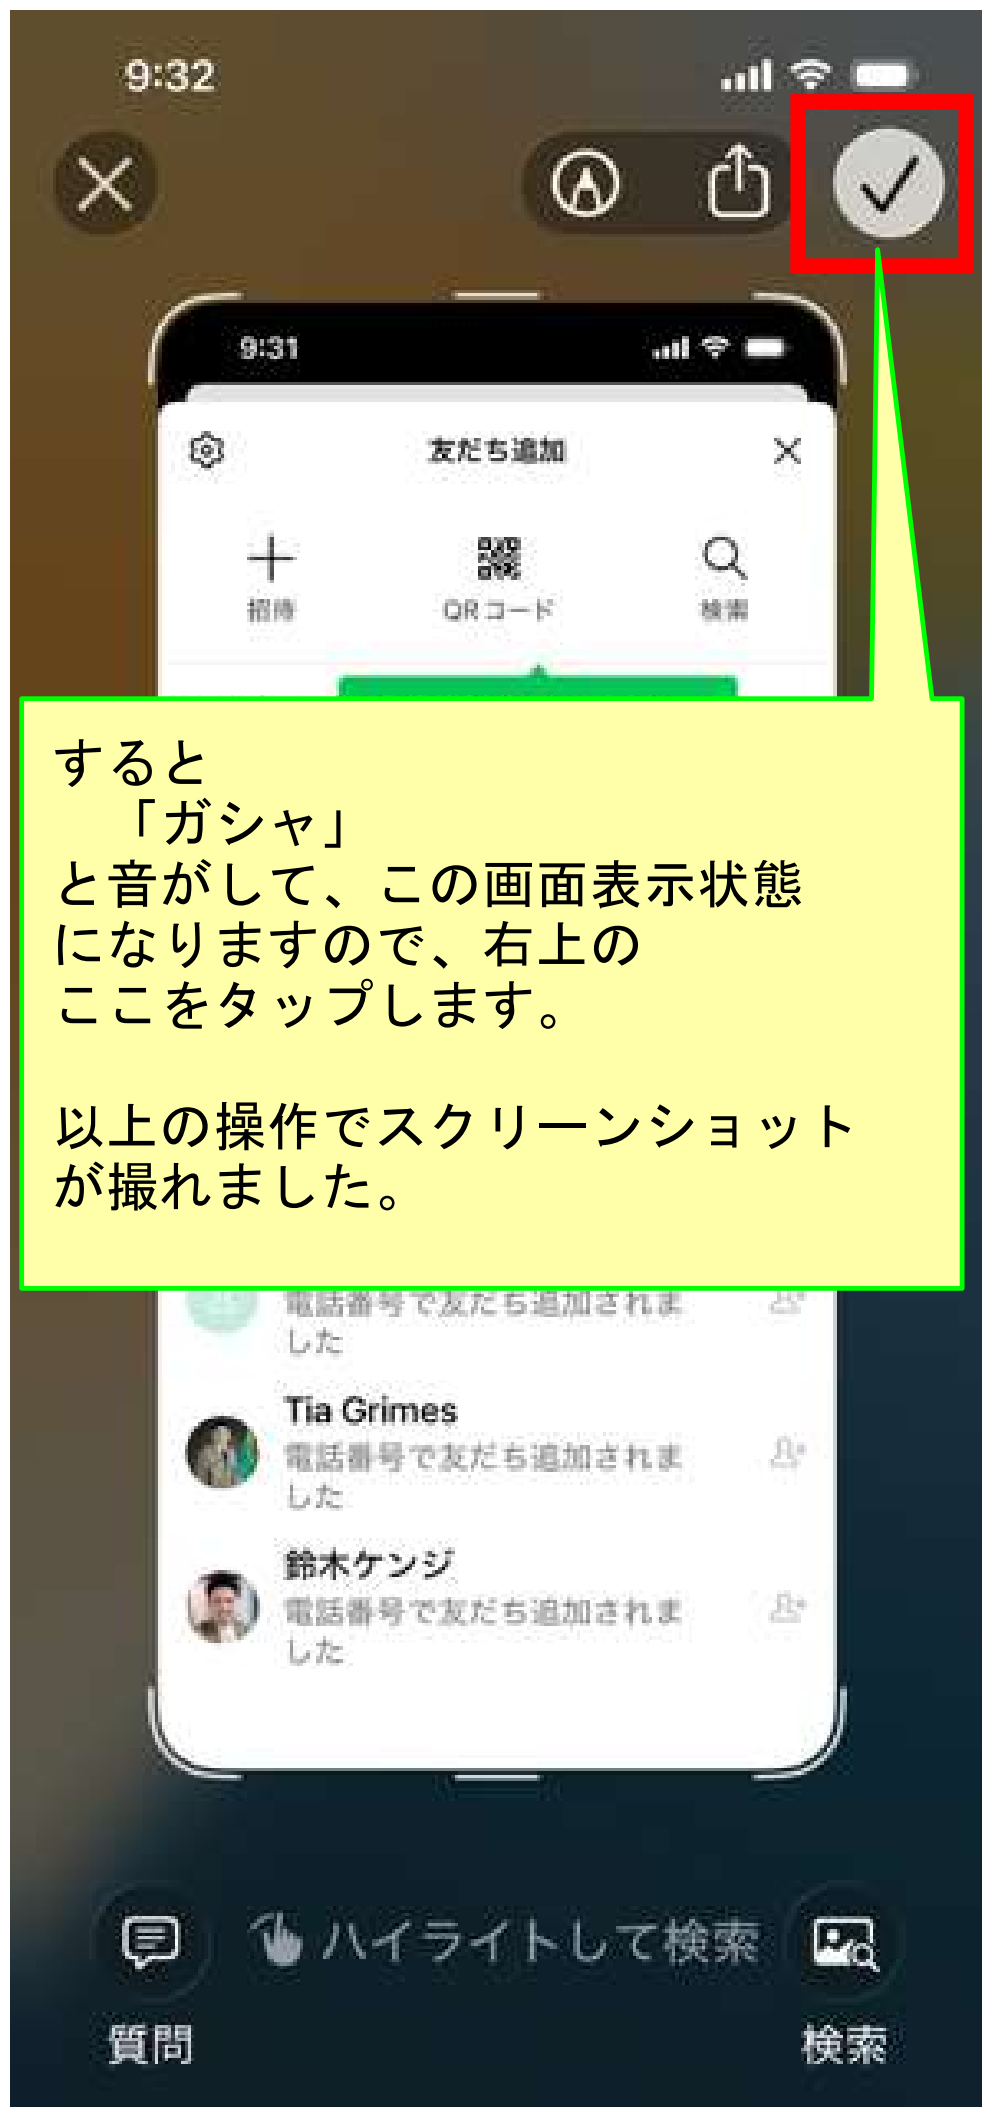 9:32
9:31
友だち追加
招待
QRコード
検索
すると
「ガシャ」
と音がして、この画面表示状態
になりますので、右上の
ここをタップします。
以上の操作でスクリーンショット
が撮れました。
電話番号で友だち追加されま
した
Tia Grimes
電話番号で友だち追加されま
した
鈴木ケンジ
電話番号で友だち追加されま
した
ハイライトして検索
質問
検索